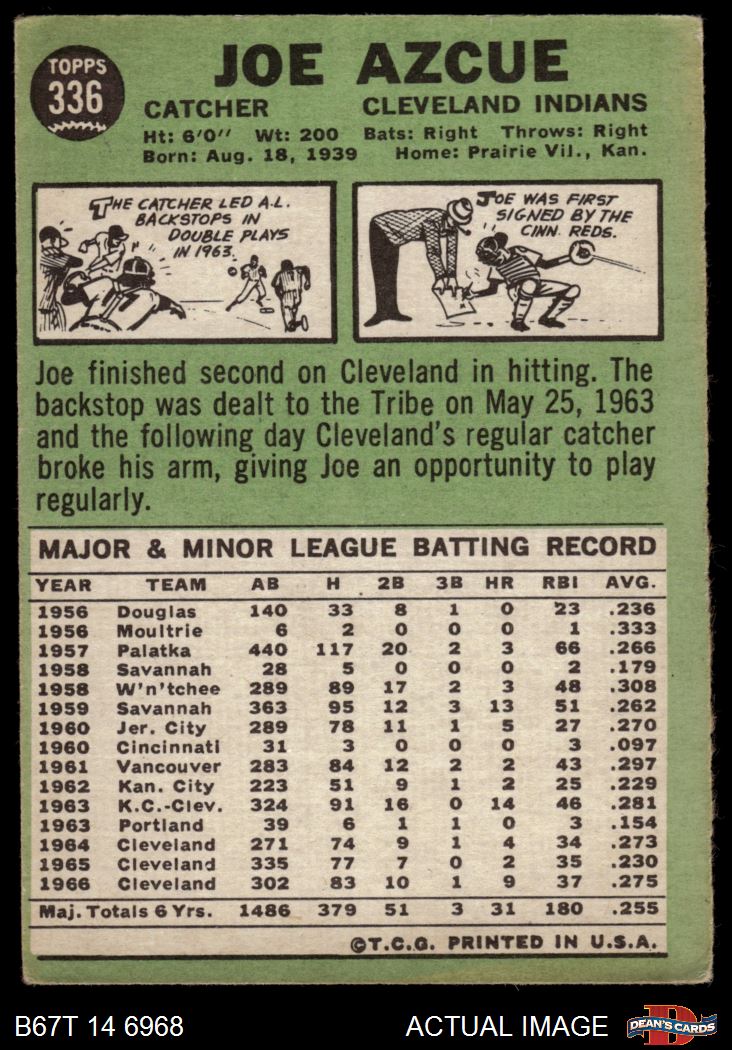 TOPPS
336
JOE AZCUE
CATCHER CLEVELAND INDIANS
Ht: 6'0" Wt: 200 Bats: Right Throws: Right
Born: Aug. 18, 1939 Home: Prairie Vil., Kan.
THE CATCHER LED A.L.
BACKSTOPS IN
DOUBLE PLAYS
IN 1963.
JOE WAS FIRST
SIGNED BY THE
CINN. REDS.
Joe finished second on Cleveland in hitting. The
backstop was dealt to the Tribe on May 25, 1963
and the following day Cleveland's regular catcher
broke his arm, giving Joe an opportunity to play
regularly.
MAJOR & MINOR LEAGUE BATTING RECORD
YEAR TEAM AB H 2B 3B HR RBI AVG.
1956 Douglas 140 33 8 1 0 23 .236
1956 Moultrie 6 2 0 0 0 1 .333
1957 Palatka 440 117 20 2 3 66 .266
1958 Savannah 28 5 0 0 0 2 .179
1958 W'n'tchee 289 89 17 2 3 48 .308
1959 Savannah 363 95 12 3 13 51 .262
1960 Jer. City 289 78 11 1 5 27 .270
1960 Cincinnati 31 3 0 0 0 3 .097
1961 Vancouver 283 84 12 2 2 43 .297
1962 Kan. City 223 51 9 1 2 25 .229
1963 K.C.-Clev. 324 91 16 0 14 46 .281
1963 Portland 39 6 1 1 0 3 .154
1964 Cleveland 271 74 9 1 4 34 .273
1965 Cleveland 335 77 7 0 2 35 .230
1966 Cleveland 302 83 10 1 9 37 .275
Maj. Totals 6 Yrs. 1486 379 51 3 31 180 .255
©T.C.G. PRINTED IN U.S.A.
B67T 14 6968 ACTUAL IMAGE
D
DEAN'S CARDS